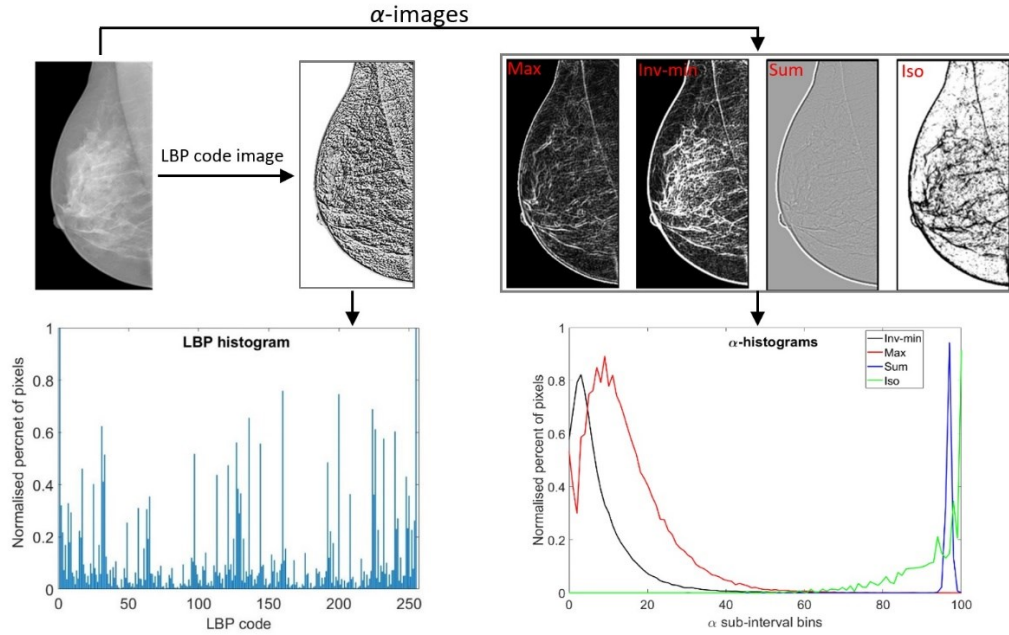 α-images
Max
Inv-min
Sum
Iso
LBP code image
LBP histogram
Normalised percnet of pixels
1
0.8
0.6
0.4
0.2
0
0 50 100 150 200 250
LBP code
α-histograms
Inv-min
Max
Sum
Iso
Normalised percent of pixels
1
0.8
0.6
0.4
0.2
0
0 20 40 60 80 100
α sub-interval bins